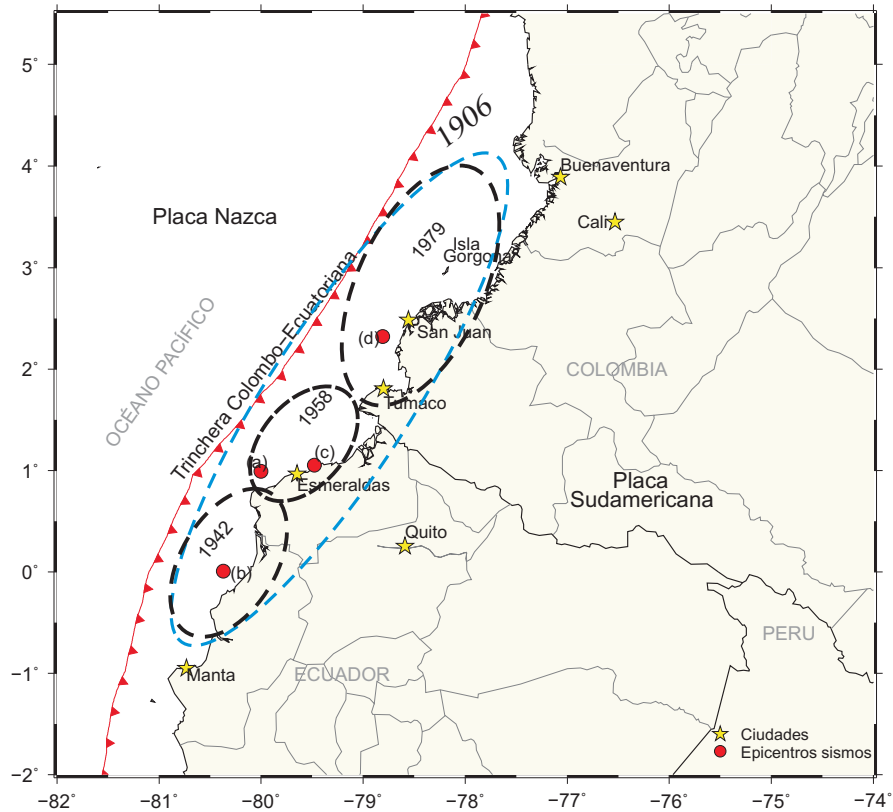 5°
4°
3°
2°
1°
0°
−1°
−2°
−82°
−81°
−80°
−79°
−78°
−77°
−76°
−75°
−74°
1906
Buenaventura
Placa Nazca
Cali
1979
Isla
Gorgona
Trinchera Colombo−Ecuatoriana
OCÉANO PACÍFICO
(d)
San Juan
COLOMBIA
Tumaco
1958
(a)
(c)
Esmeraldas
Placa
Sudamericana
1942
Quito
(b)
PERU
Manta
ECUADOR
Ciudades
Epicentros sismos